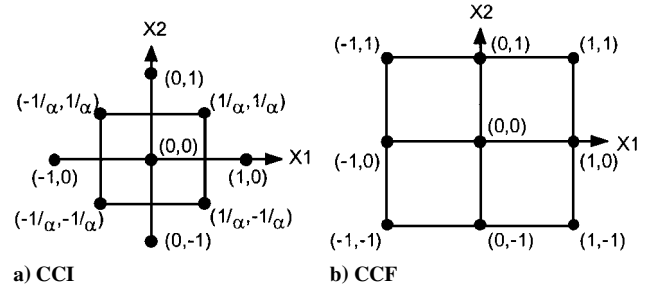 X2
(0,1)
(-1/α,1/α)
(1/α,1/α)
(0,0)
X1
(-1,0)
(1,0)
(-1/α,-1/α)
(1/α,-1/α)
(0,-1)
a) CCI
X2
(-1,1)
(0,1)
(1,1)
(0,0)
X1
(-1,0)
(1,0)
(-1,-1)
(0,-1)
(1,-1)
b) CCF